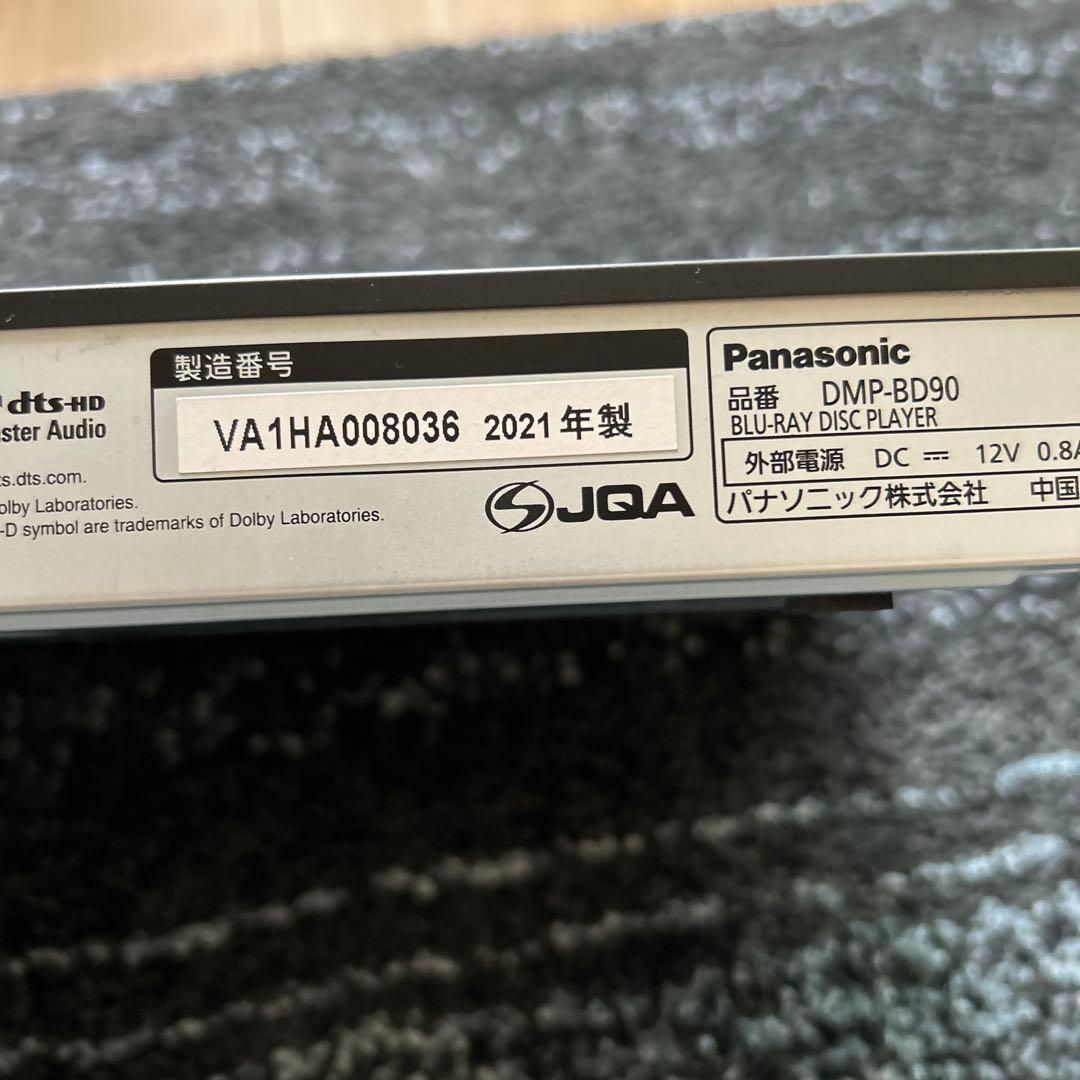 dts-HD
ster Audio
ts.dts.com.
olby Laboratories.
-D symbol are trademarks of Dolby Laboratories.
製造番号
VA1HA008036 2021年製
JQA
Panasonic
品番 DMP-BD90
BLU-RAY DISC PLAYER
外部電源 DC ⎓ 12V 0.8A
パナソニック株式会社 中国